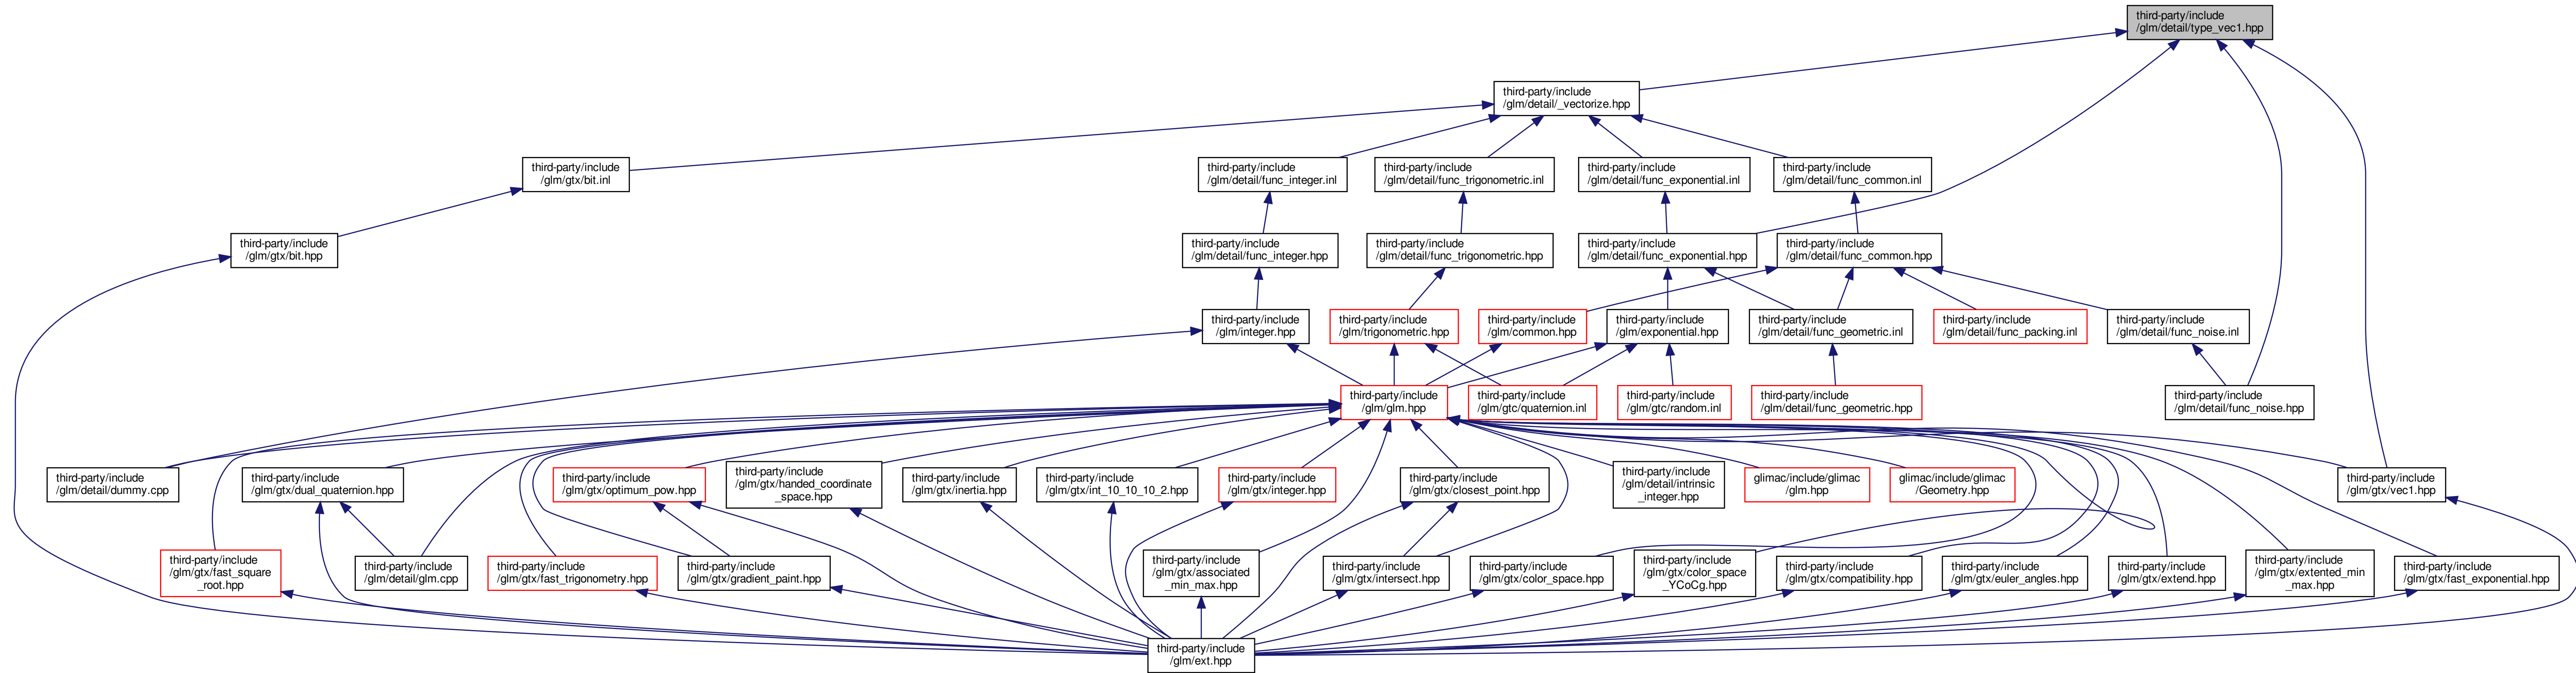 third-party/include
/glm/detail/type_vec1.hpp
third-party/include
/glm/detail/_vectorize.hpp
third-party/include
/glm/gtx/bit.inl
third-party/include
/glm/detail/func_integer.inl
third-party/include
/glm/detail/func_trigonometric.inl
third-party/include
/glm/detail/func_exponential.inl
third-party/include
/glm/detail/func_common.inl
third-party/include
/glm/gtx/bit.hpp
third-party/include
/glm/detail/func_integer.hpp
third-party/include
/glm/detail/func_trigonometric.hpp
third-party/include
/glm/detail/func_exponential.hpp
third-party/include
/glm/detail/func_common.hpp
third-party/include
/glm/integer.hpp
third-party/include
/glm/trigonometric.hpp
third-party/include
/glm/common.hpp
third-party/include
/glm/exponential.hpp
third-party/include
/glm/detail/func_geometric.inl
third-party/include
/glm/detail/func_packing.inl
third-party/include
/glm/detail/func_noise.inl
third-party/include
/glm/glm.hpp
third-party/include
/glm/gtc/quaternion.inl
third-party/include
/glm/gtc/random.inl
third-party/include
/glm/detail/func_geometric.hpp
third-party/include
/glm/detail/func_noise.hpp
third-party/include
/glm/detail/dummy.cpp
third-party/include
/glm/gtx/dual_quaternion.hpp
third-party/include
/glm/gtx/optimum_pow.hpp
third-party/include
/glm/gtx/handed_coordinate
_space.hpp
third-party/include
/glm/gtx/inertia.hpp
third-party/include
/glm/gtx/int_10_10_10_2.hpp
third-party/include
/glm/gtx/integer.hpp
third-party/include
/glm/gtx/closest_point.hpp
third-party/include
/glm/detail/intrinsic
_integer.hpp
glimac/include/glimac
/glm.hpp
glimac/include/glimac
/Geometry.hpp
third-party/include
/glm/gtx/vec1.hpp
third-party/include
/glm/gtx/fast_square
_root.hpp
third-party/include
/glm/detail/glm.cpp
third-party/include
/glm/gtx/fast_trigonometry.hpp
third-party/include
/glm/gtx/gradient_paint.hpp
third-party/include
/glm/gtx/associated
_min_max.hpp
third-party/include
/glm/gtx/intersect.hpp
third-party/include
/glm/gtx/color_space.hpp
third-party/include
/glm/gtx/color_space
_YCoCg.hpp
third-party/include
/glm/gtx/compatibility.hpp
third-party/include
/glm/gtx/euler_angles.hpp
third-party/include
/glm/gtx/extend.hpp
third-party/include
/glm/gtx/extented_min
_max.hpp
third-party/include
/glm/gtx/fast_exponential.hpp
third-party/include
/glm/ext.hpp